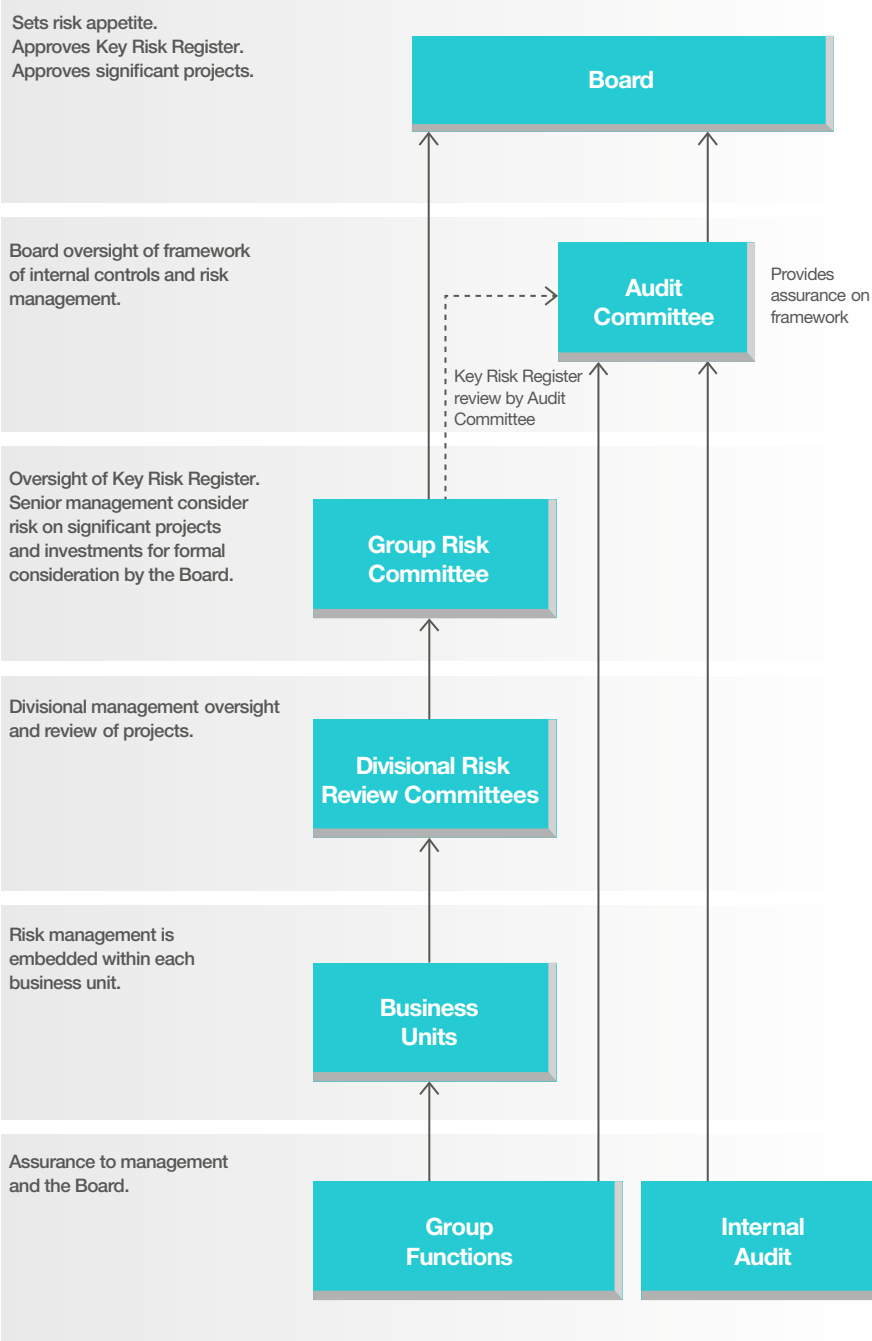 Sets risk appetite.
Approves Key Risk Register.
Approves significant projects.
Board
Board oversight of framework
of internal controls and risk
management.
Audit
Committee
Provides
assurance on
framework
Key Risk Register
review by Audit
Committee
Oversight of Key Risk Register.
Senior management consider
risk on significant projects
and investments for formal
consideration by the Board.
Group Risk
Committee
Divisional management oversight
and review of projects.
Divisional Risk
Review Committees
Risk management is
embedded within each
business unit.
Business
Units
Assurance to management
and the Board.
Group
Functions
Internal
Audit